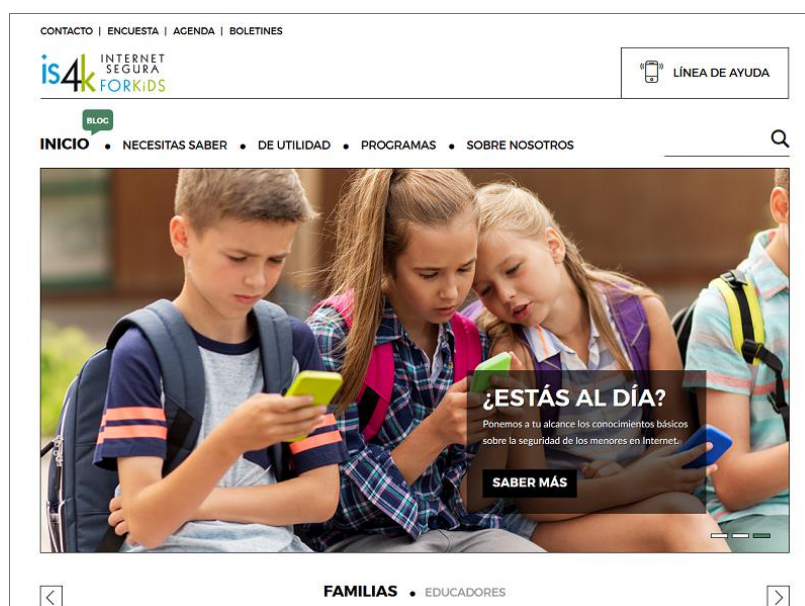 CONTACTO | ENCUESTA | AGENDA | BOLETINES
is4k INTERNET
SEGURA
FORKiDS
LÍNEA DE AYUDA
BLOG
INICIO • NECESITAS SABER • DE UTILIDAD • PROGRAMAS • SOBRE NOSOTROS
¿ESTÁS AL DÍA?
Ponemos a tu alcance los conocimientos básicos
sobre la seguridad de los menores en Internet.
SABER MÁS
FAMILIAS • EDUCADORES